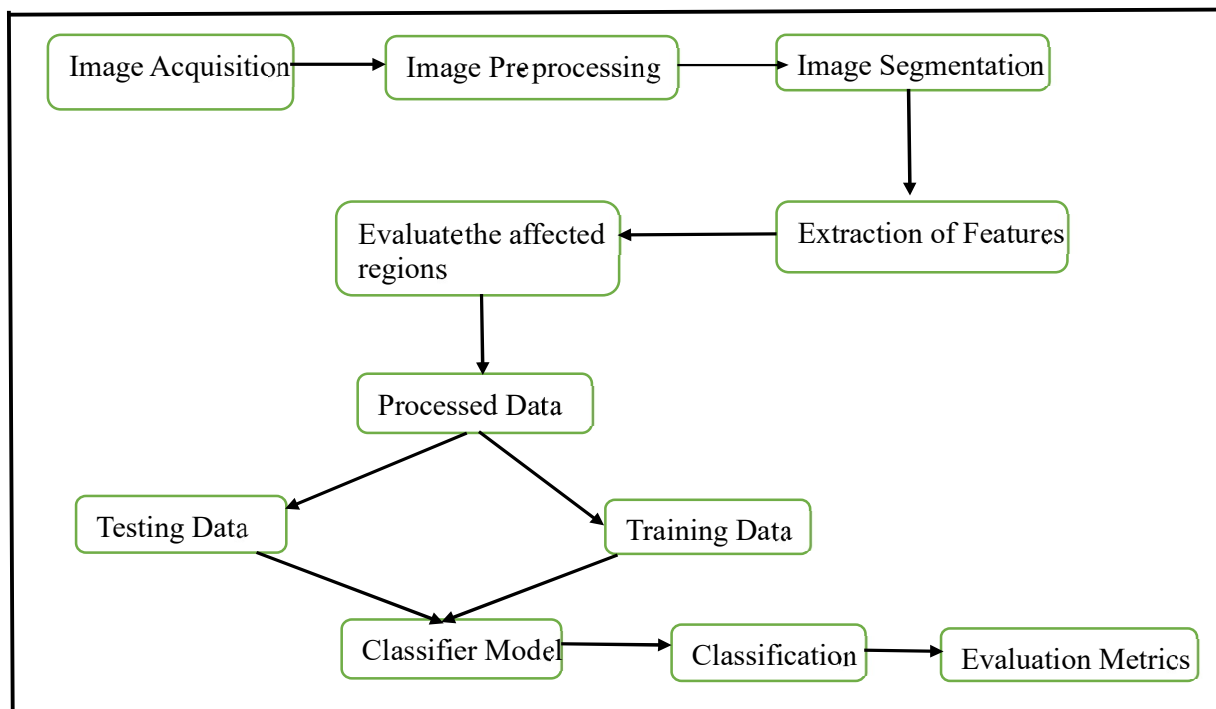 Image Acquisition
Image Preprocessing
Image Segmentation
Extraction of Features
Evaluatethe affected
regions
Processed Data
Testing Data
Training Data
Classifier Model
Classification
Evaluation Metrics